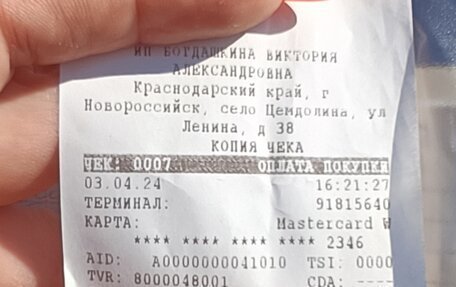 ИП БОГДАШКИНА ВИКТОРИЯ
АЛЕКСАНДРОВНА
Краснодарский край, г
Новороссийск, село Цемдолина, ул
Ленина, д 38
КОПИЯ ЧЕКА
ЧЕК: 0007 ОПЛАТА ПОКУПКИ
03.04.24 16:21:27
ТЕРМИНАЛ: 91815640
КАРТА: Mastercard W
**** **** **** **** 2346
AID: A0000000041010 TSI: 0000
TVR: 8000048001 CDA: ----